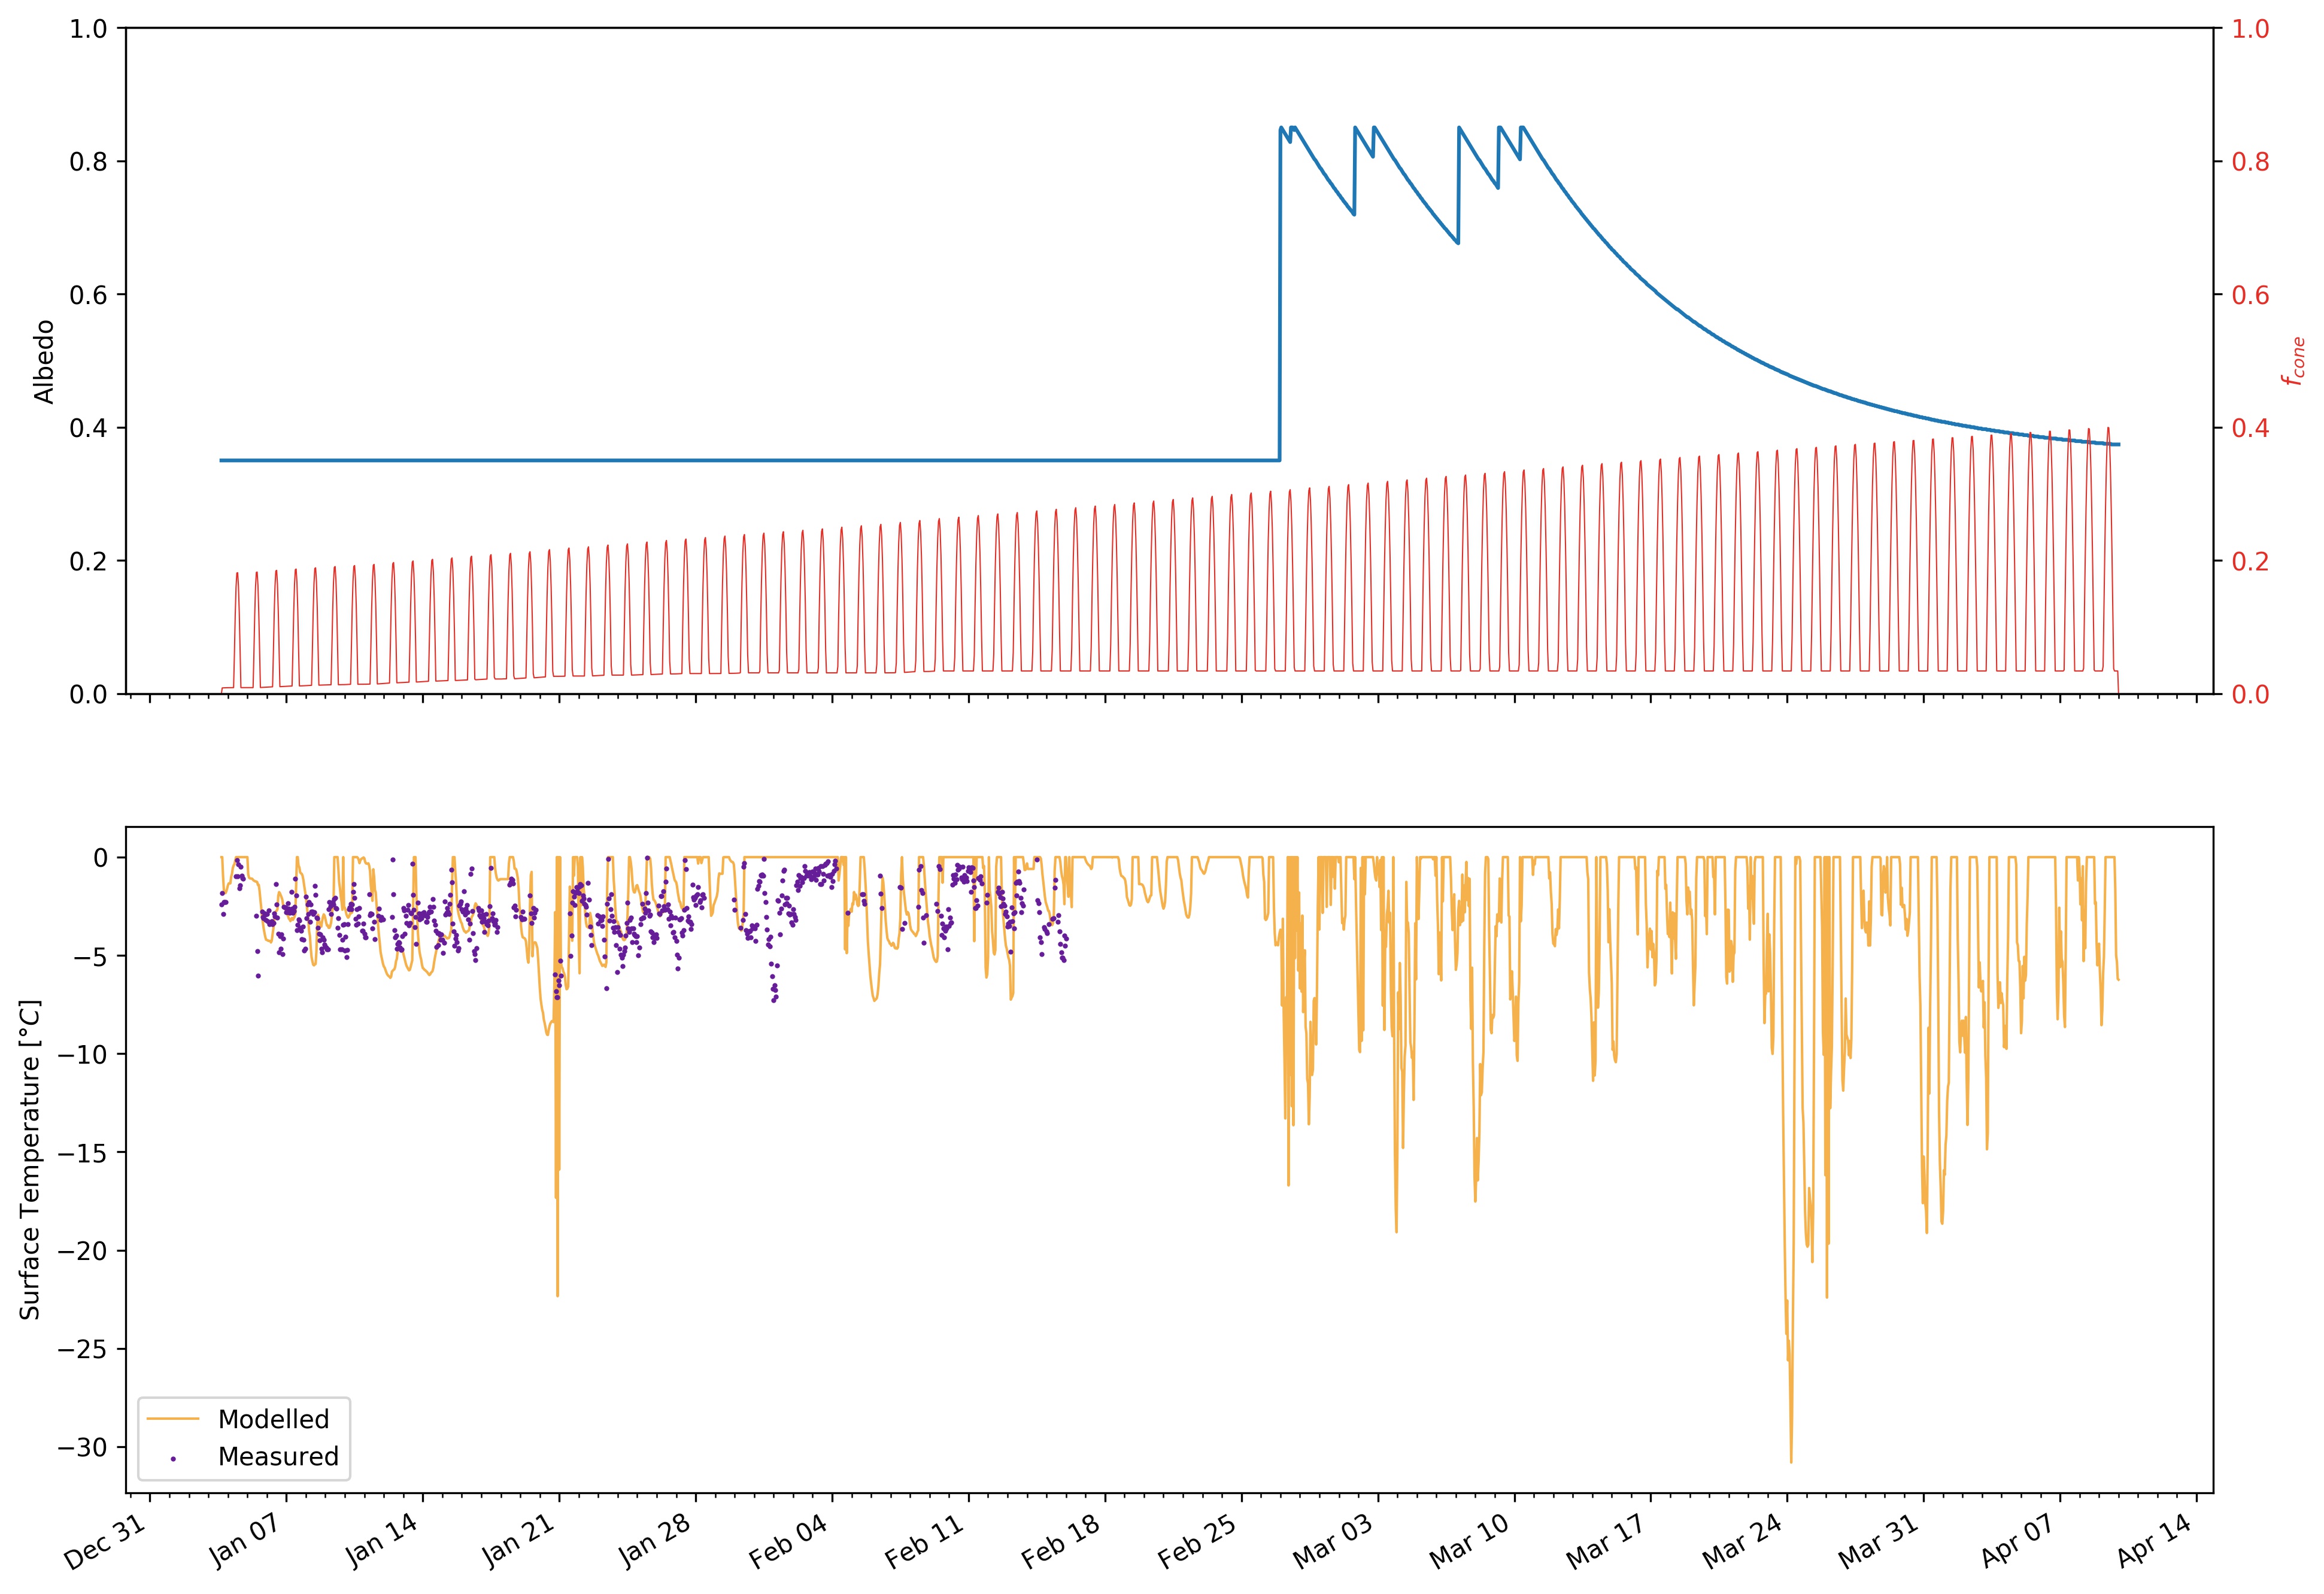 1.0
0.8
0.6
0.4
0.2
0.0
Albedo
1.0
0.8
0.6
0.4
0.2
0.0
f_cone
0
−5
−10
−15
−20
−25
−30
Surface Temperature [°C]
Modelled
Measured
Dec 31
Jan 07
Jan 14
Jan 21
Jan 28
Feb 04
Feb 11
Feb 18
Feb 25
Mar 03
Mar 10
Mar 17
Mar 24
Mar 31
Apr 07
Apr 14